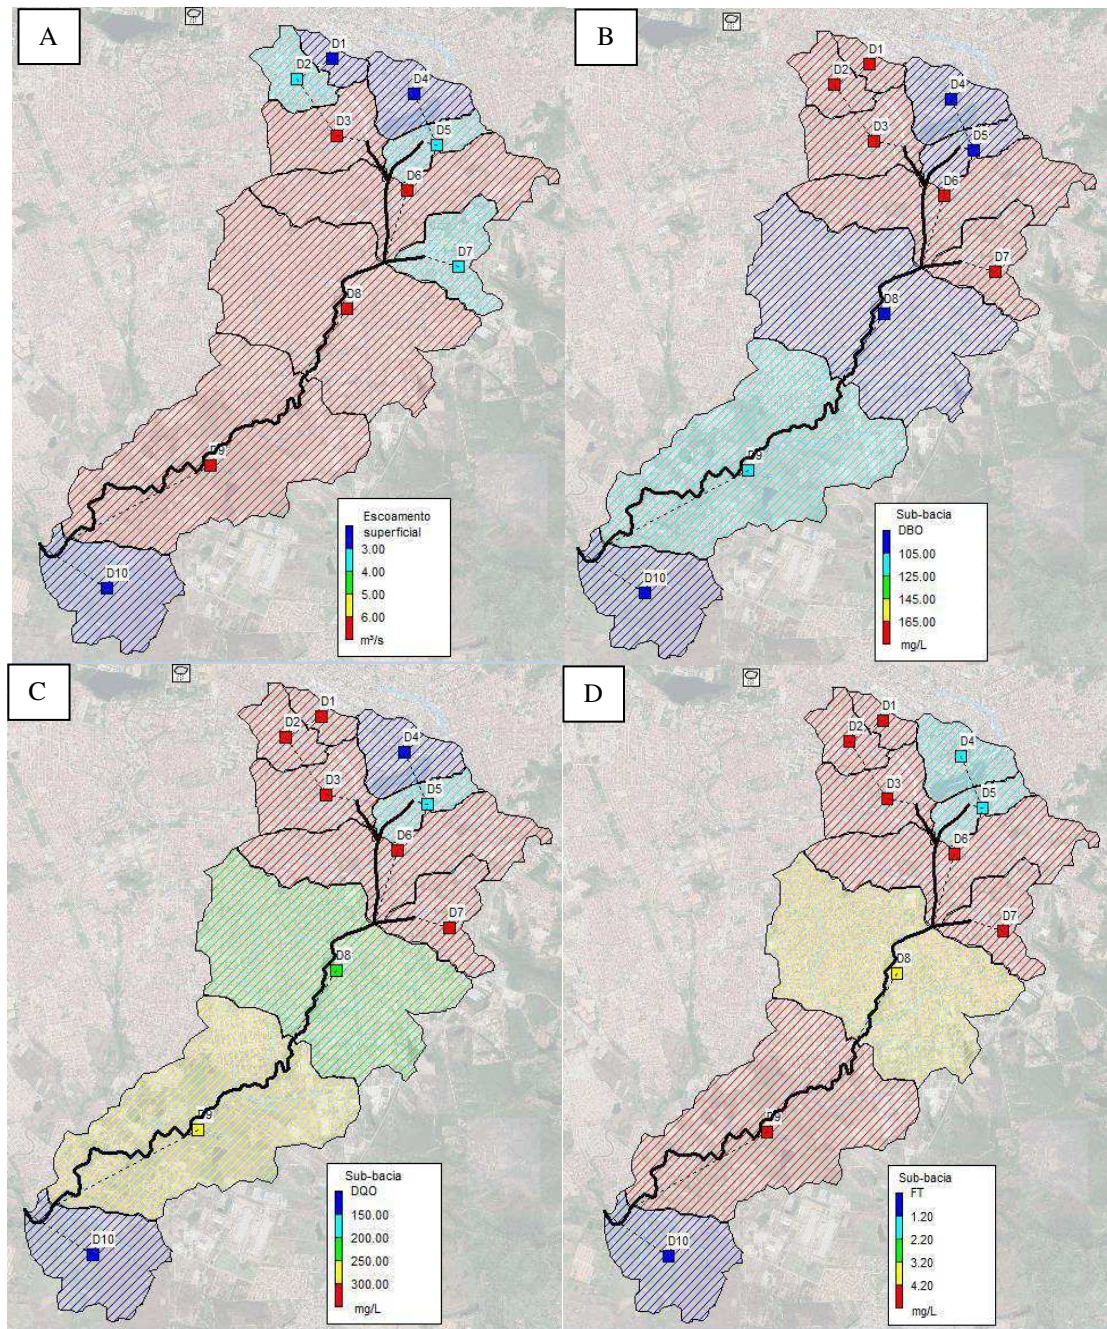 A
D1
D2
D4
D3
D5
D6
D7
D8
D9
D10
Escoamento
superficial
3.00
4.00
5.00
6.00
m³/s
B
D1
D2
D4
D3
D5
D6
D7
D8
D9
D10
Sub-bacia
DBO
105.00
125.00
145.00
165.00
mg/L
C
D1
D2
D4
D3
D5
D6
D7
D8
D9
D10
Sub-bacia
DQO
150.00
200.00
250.00
300.00
mg/L
D
D1
D2
D4
D3
D5
D6
D7
D8
D9
D10
Sub-bacia
FT
1.20
2.20
3.20
4.20
mg/L